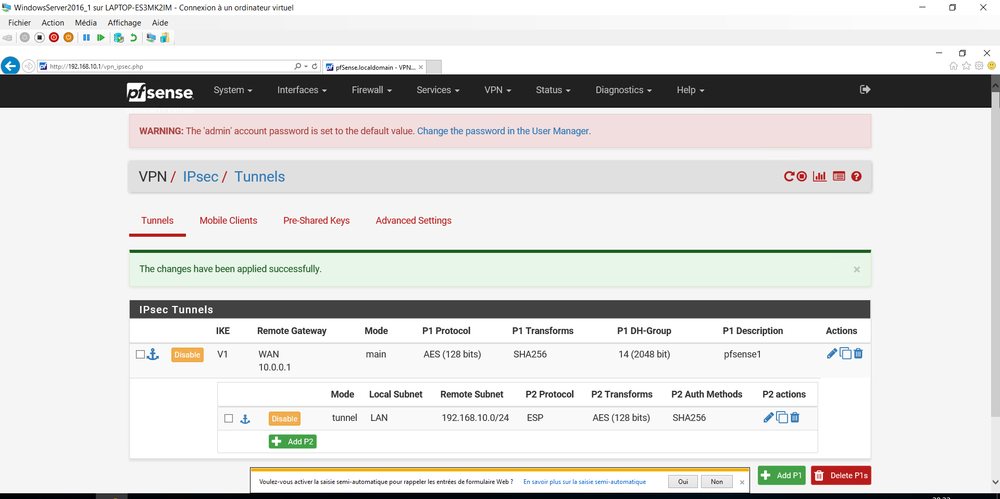 WindowsServer2016_1 sur LAPTOP-ES3MK2IM - Connexion à un ordinateur virtuel
Fichier Action Média Affichage Aide
http://192.168.10.1/vpn_ipsec.php
pfSense.localdomain - VPN...
pfsense System Interfaces Firewall Services VPN Status Diagnostics Help
COMMUNITY EDITION
WARNING: The 'admin' account password is set to the default value. Change the password in the User Manager.
VPN / IPsec / Tunnels
Tunnels Mobile Clients Pre-Shared Keys Advanced Settings
The changes have been applied successfully.
IPsec Tunnels
IKE Remote Gateway Mode P1 Protocol P1 Transforms P1 DH-Group P1 Description Actions
Disable V1 WAN main AES (128 bits) SHA256 14 (2048 bit) pfsense1
10.0.0.1
Mode Local Subnet Remote Subnet P2 Protocol P2 Transforms P2 Auth Methods P2 actions
Disable tunnel LAN 192.168.10.0/24 ESP AES (128 bits) SHA256
Add P2
Add P1 Delete P1s
Voulez-vous activer la saisie semi-automatique pour rappeler les entrées de formulaire Web ? En savoir plus sur la saisie semi-automatique Oui Non